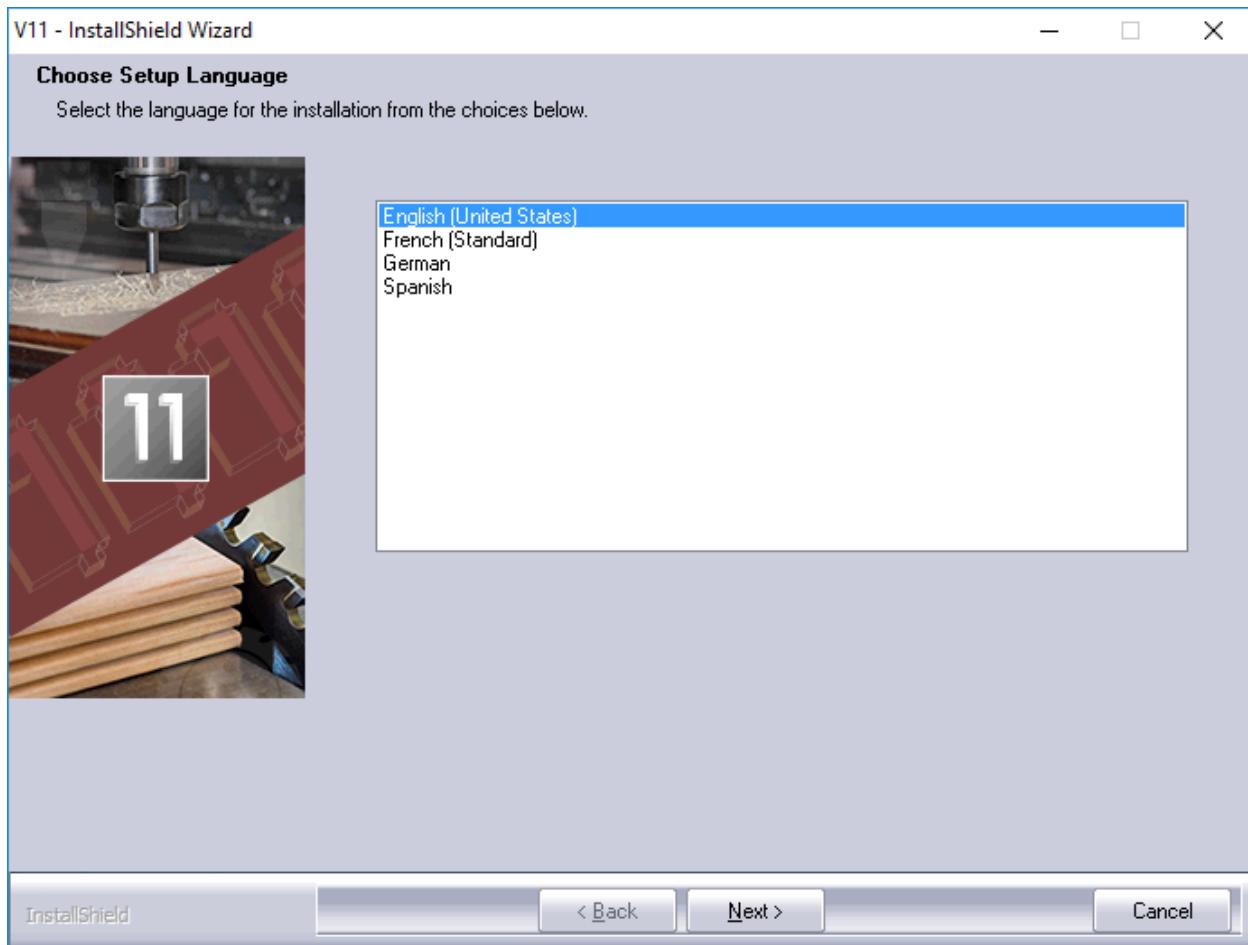 V11 - InstallShield Wizard
Choose Setup Language
Select the language for the installation from the choices below.
English (United States)
French (Standard)
German
Spanish
11
InstallShield
< Back
Next >
Cancel